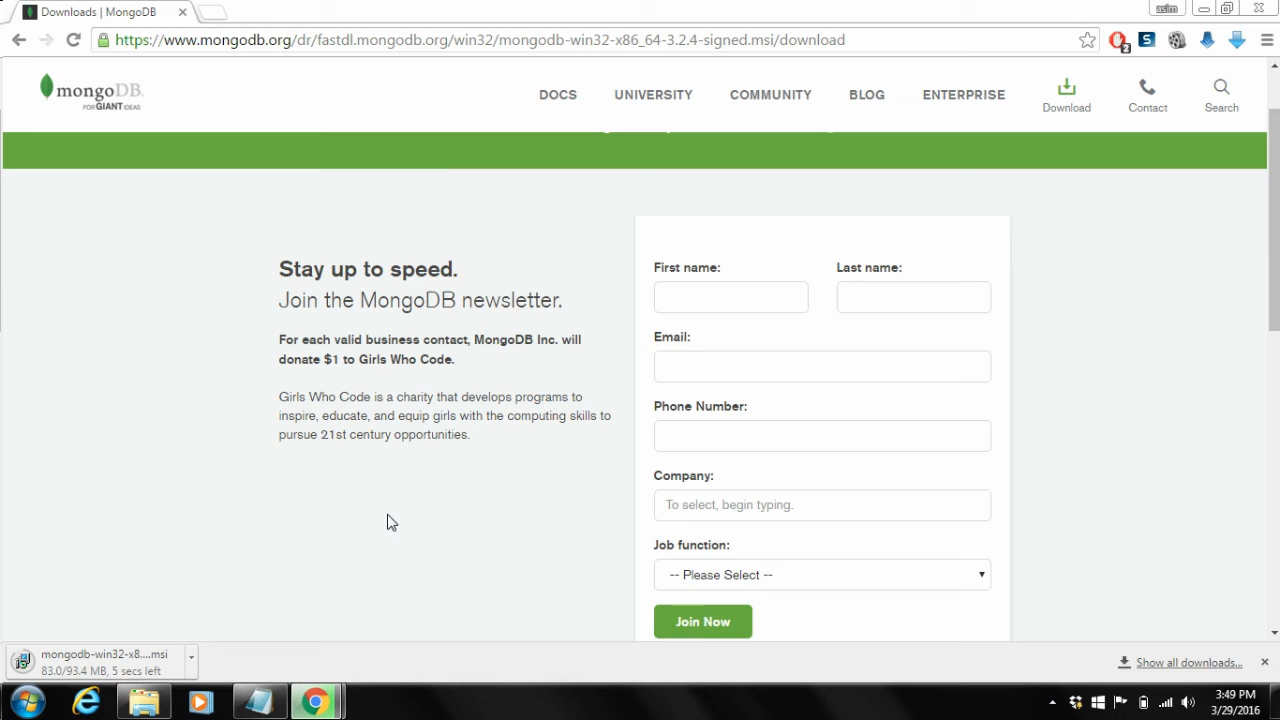 Downloads | MongoDB
asim
https://www.mongodb.org/dr/fastdl.mongodb.org/win32/mongodb-win32-x86_64-3.2.4-signed.msi/download
2
S
mongoDB.
FOR GIANT IDEAS
DOCS
UNIVERSITY
COMMUNITY
BLOG
ENTERPRISE
Download
Contact
Search
Stay up to speed.
Join the MongoDB newsletter.
For each valid business contact, MongoDB Inc. will
donate $1 to Girls Who Code.
Girls Who Code is a charity that develops programs to
inspire, educate, and equip girls with the computing skills to
pursue 21st century opportunities.
First name:
Last name:
Email:
Phone Number:
Company:
To select, begin typing.
Job function:
-- Please Select --
Join Now
mongodb-win32-x8....msi
83.0/93.4 MB, 5 secs left
Show all downloads...
3:49 PM
3/29/2016